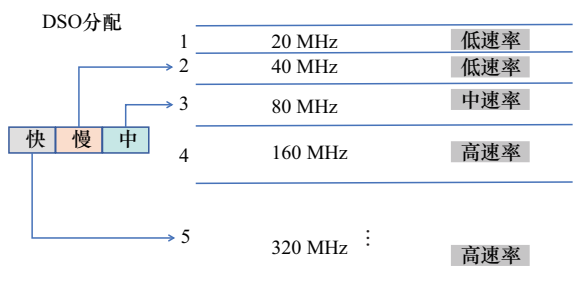 DSO分配
1 20 MHz 低速率
2 40 MHz 低速率
3 80 MHz 中速率
快 慢 中
4 160 MHz 高速率
5 320 MHz ⋮ 高速率